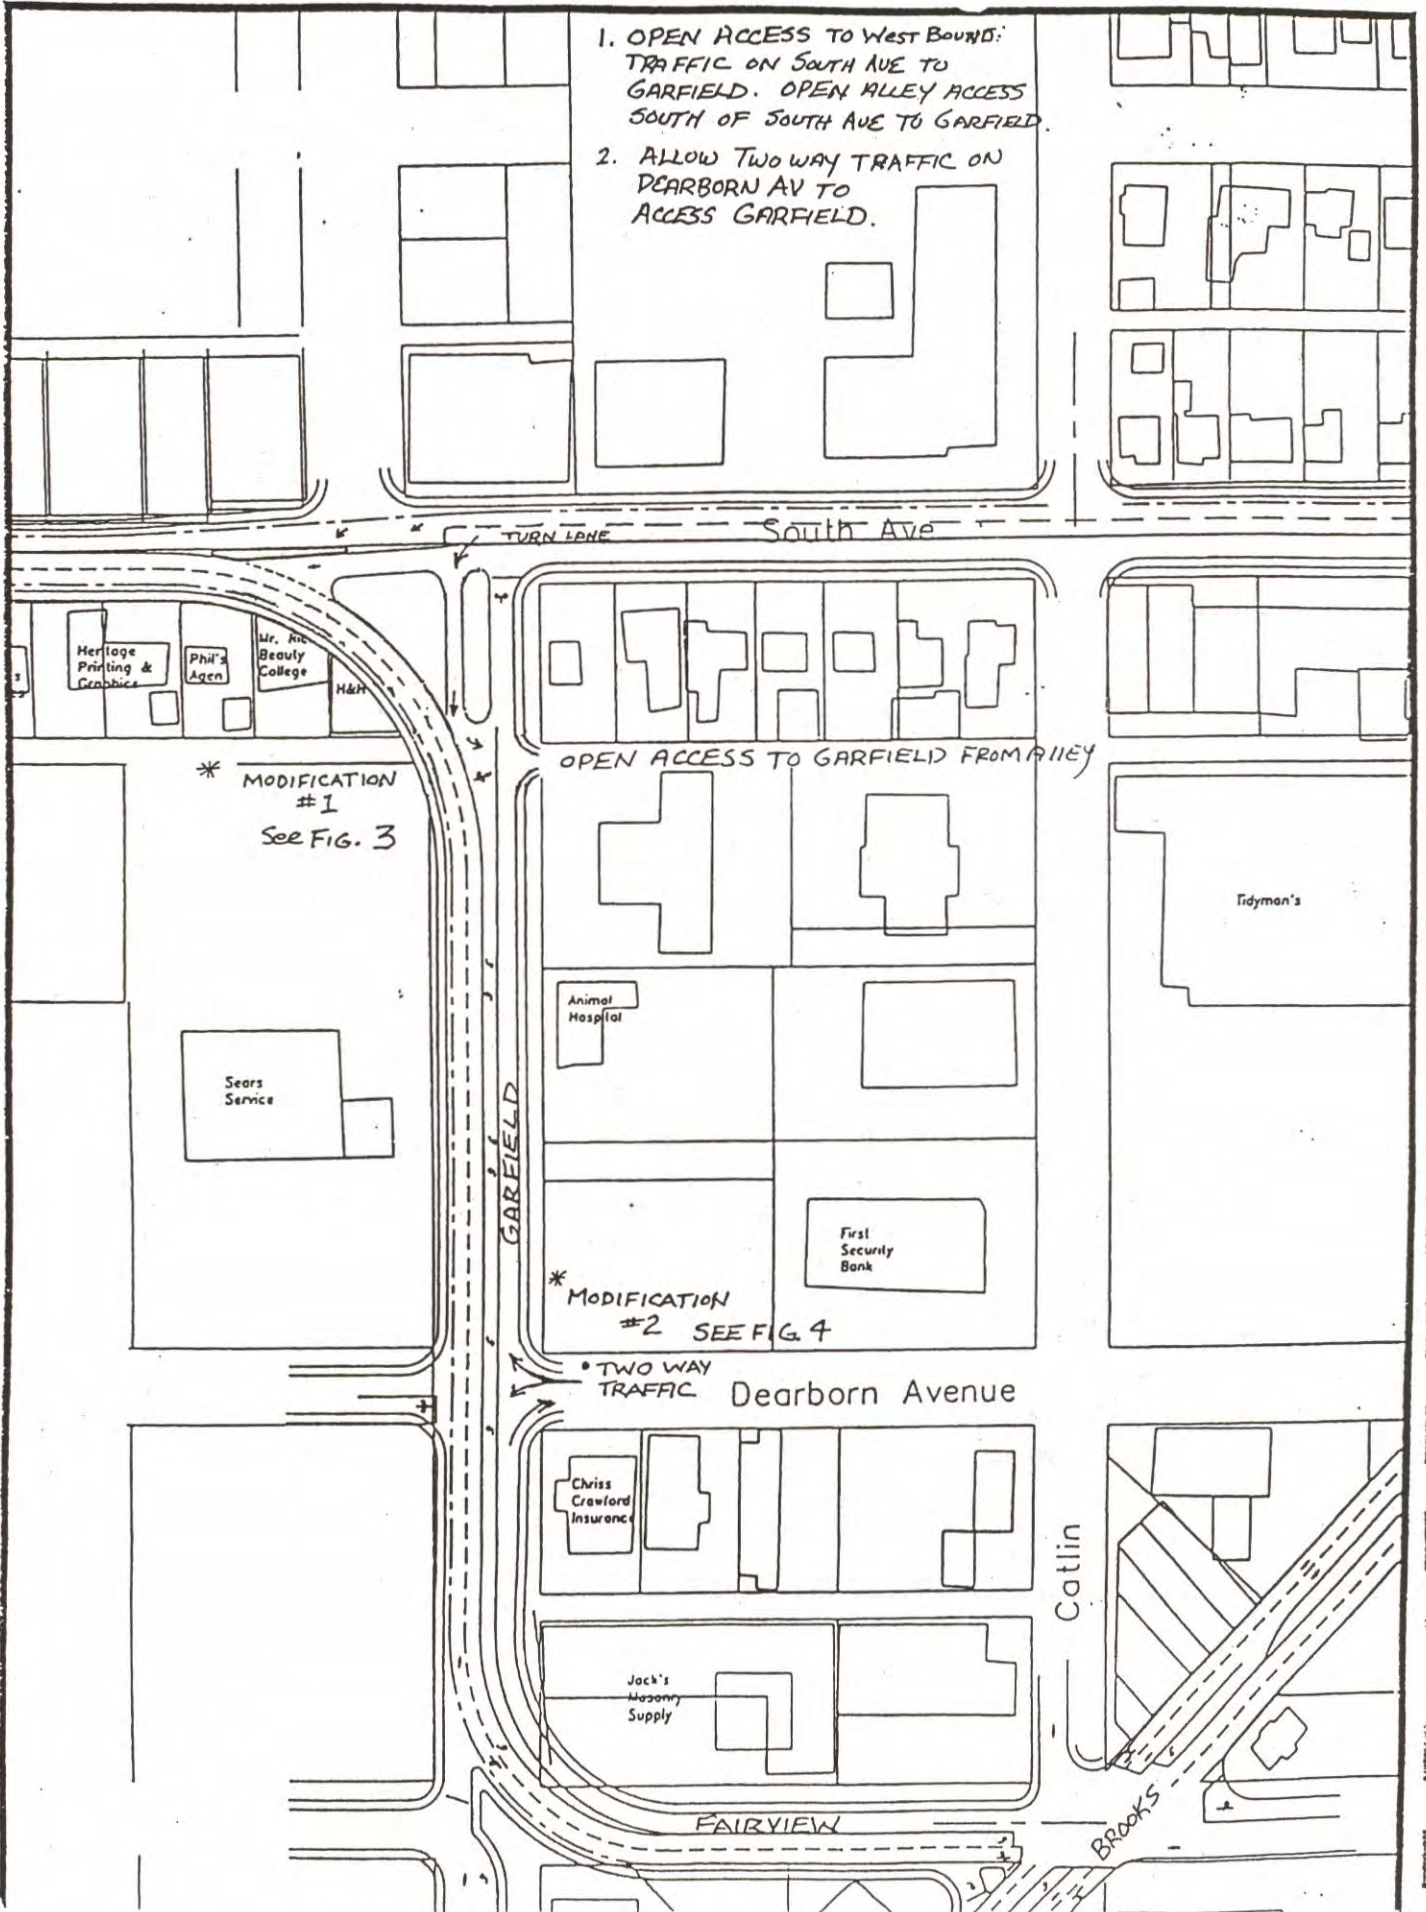 1. OPEN ACCESS TO WEST BOUND:
TRAFFIC ON SOUTH AVE TO
GARFIELD. OPEN ALLEY ACCESS
SOUTH OF SOUTH AVE TO GARFIELD.
2. ALLOW TWO WAY TRAFFIC ON
DEARBORN AV TO
ACCESS GARFIELD.
TURN LANE
South Ave
Heritage
Printing &
Graphics
Phil's
Agen
Beauty
College
H&H
OPEN ACCESS TO GARFIELD FROM AllEY
* MODIFICATION
#1
See FIG. 3
Tidyman's
Animal
Hospital
Sears
Service
GARFIELD
First
Security
Bank
* MODIFICATION
#2 SEE FIG. 4
• TWO WAY
TRAFFIC
Dearborn Avenue
Chriss
Crawford
Insurance
Catlin
Jack's
Masonry
Supply
FAIRVIEW
BROOKS